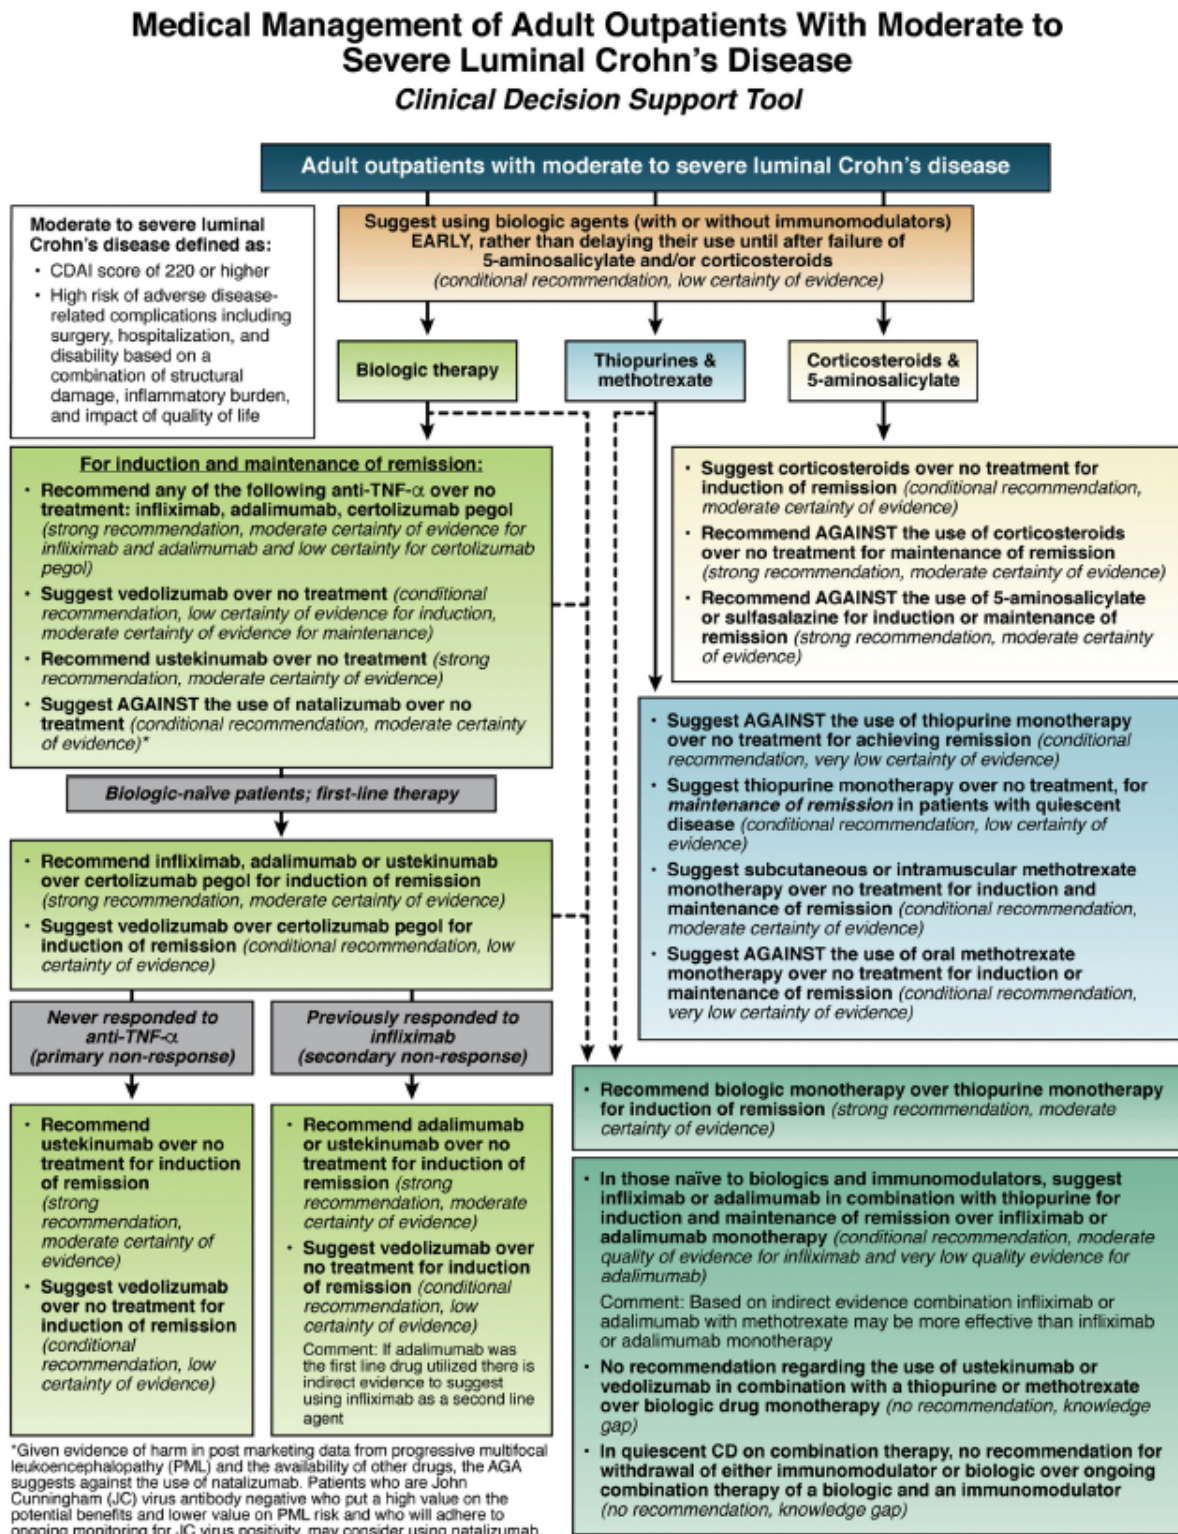 Medical Management of Adult Outpatients With Moderate to
Severe Luminal Crohn's Disease
Clinical Decision Support Tool
Adult outpatients with moderate to severe luminal Crohn's disease
Moderate to severe luminal
Crohn's disease defined as:
• CDAI score of 220 or higher
• High risk of adverse disease-
related complications including
surgery, hospitalization, and
disability based on a
combination of structural
damage, inflammatory burden,
and impact of quality of life
Suggest using biologic agents (with or without immunomodulators)
EARLY, rather than delaying their use until after failure of
5-aminosalicylate and/or corticosteroids
(conditional recommendation, low certainty of evidence)
Biologic therapy
Thiopurines &
methotrexate
Corticosteroids &
5-aminosalicylate
For induction and maintenance of remission:
• Recommend any of the following anti-TNF-α over no
treatment: infliximab, adalimumab, certolizumab pegol
(strong recommendation, moderate certainty of evidence for
infliximab and adalimumab and low certainty for certolizumab
pegol)
• Suggest vedolizumab over no treatment (conditional
recommendation, low certainty of evidence for induction,
moderate certainty of evidence for maintenance)
• Recommend ustekinumab over no treatment (strong
recommendation, moderate certainty of evidence)
• Suggest AGAINST the use of natalizumab over no
treatment (conditional recommendation, moderate certainty
of evidence)*
• Suggest corticosteroids over no treatment for
induction of remission (conditional recommendation,
moderate certainty of evidence)
• Recommend AGAINST the use of corticosteroids
over no treatment for maintenance of remission
(strong recommendation, moderate certainty of evidence)
• Recommend AGAINST the use of 5-aminosalicylate
or sulfasalazine for induction or maintenance of
remission (strong recommendation, moderate certainty
of evidence)
Biologic-naïve patients; first-line therapy
• Recommend infliximab, adalimumab or ustekinumab
over certolizumab pegol for induction of remission
(strong recommendation, moderate certainty of evidence)
• Suggest vedolizumab over certolizumab pegol for
induction of remission (conditional recommendation, low
certainty of evidence)
• Suggest AGAINST the use of thiopurine monotherapy
over no treatment for achieving remission (conditional
recommendation, very low certainty of evidence)
• Suggest thiopurine monotherapy over no treatment, for
maintenance of remission in patients with quiescent
disease (conditional recommendation, low certainty of
evidence)
• Suggest subcutaneous or intramuscular methotrexate
monotherapy over no treatment for induction and
maintenance of remission (conditional recommendation,
moderate certainty of evidence)
• Suggest AGAINST the use of oral methotrexate
monotherapy over no treatment for induction or
maintenance of remission (conditional recommendation,
very low certainty of evidence)
Never responded to
anti-TNF-α
(primary non-response)
Previously responded to
infliximab
(secondary non-response)
• Recommend
ustekinumab over no
treatment for induction
of remission
(strong
recommendation,
moderate certainty of
evidence)
• Suggest vedolizumab
over no treatment for
induction of remission
(conditional
recommendation, low
certainty of evidence)
• Recommend adalimumab
or ustekinumab over no
treatment for induction of
remission (strong
recommendation, moderate
certainty of evidence)
• Suggest vedolizumab over
no treatment for induction
of remission (conditional
recommendation, low
certainty of evidence)
Comment: If adalimumab was
the first line drug utilized there is
indirect evidence to suggest
using infliximab as a second line
agent
• Recommend biologic monotherapy over thiopurine monotherapy
for induction of remission (strong recommendation, moderate
certainty of evidence)
• In those naïve to biologics and immunomodulators, suggest
infliximab or adalimumab in combination with thiopurine for
induction and maintenance of remission over infliximab or
adalimumab monotherapy (conditional recommendation, moderate
quality of evidence for infliximab and very low quality evidence for
adalimumab)
Comment: Based on indirect evidence combination infliximab or
adalimumab with methotrexate may be more effective than infliximab
or adalimumab monotherapy
• No recommendation regarding the use of ustekinumab or
vedolizumab in combination with a thiopurine or methotrexate
over biologic drug monotherapy (no recommendation, knowledge
gap)
• In quiescent CD on combination therapy, no recommendation for
withdrawal of either immunomodulator or biologic over ongoing
combination therapy of a biologic and an immunomodulator
(no recommendation, knowledge gap)
*Given evidence of harm in post marketing data from progressive multifocal
leukoencephalopathy (PML) and the availability of other drugs, the AGA
suggests against the use of natalizumab. Patients who are John
Cunningham (JC) virus antibody negative who put a high value on the
potential benefits and lower value on PML risk and who will adhere to
ongoing monitoring for JC virus positivity, may consider using natalizumab.